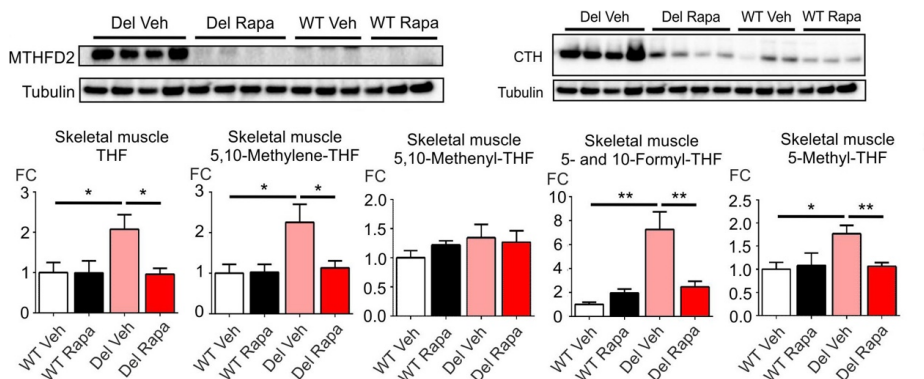 Del Veh Del Rapa WT Veh WT Rapa
MTHFD2
Tubulin
Del Veh Del Rapa WT Veh WT Rapa
CTH
Tubulin
Skeletal muscle
THF
FC
3
2
1
0
* *
WT Veh
WT Rapa
Del Veh
Del Rapa
Skeletal muscle
5,10-Methylene-THF
FC
3
2
1
0
* *
WT Veh
WT Rapa
Del Veh
Del Rapa
Skeletal muscle
5,10-Methenyl-THF
FC
2.0
1.5
1.0
0.5
0.0
WT Veh
WT Rapa
Del Veh
Del Rapa
Skeletal muscle
5- and 10-Formyl-THF
FC
10
8
6
4
2
0
** **
WT Veh
WT Rapa
Del Veh
Del Rapa
Skeletal muscle
5-Methyl-THF
FC
2.5
2.0
1.5
1.0
0.5
0.0
* **
WT Veh
WT Rapa
Del Veh
Del Rapa